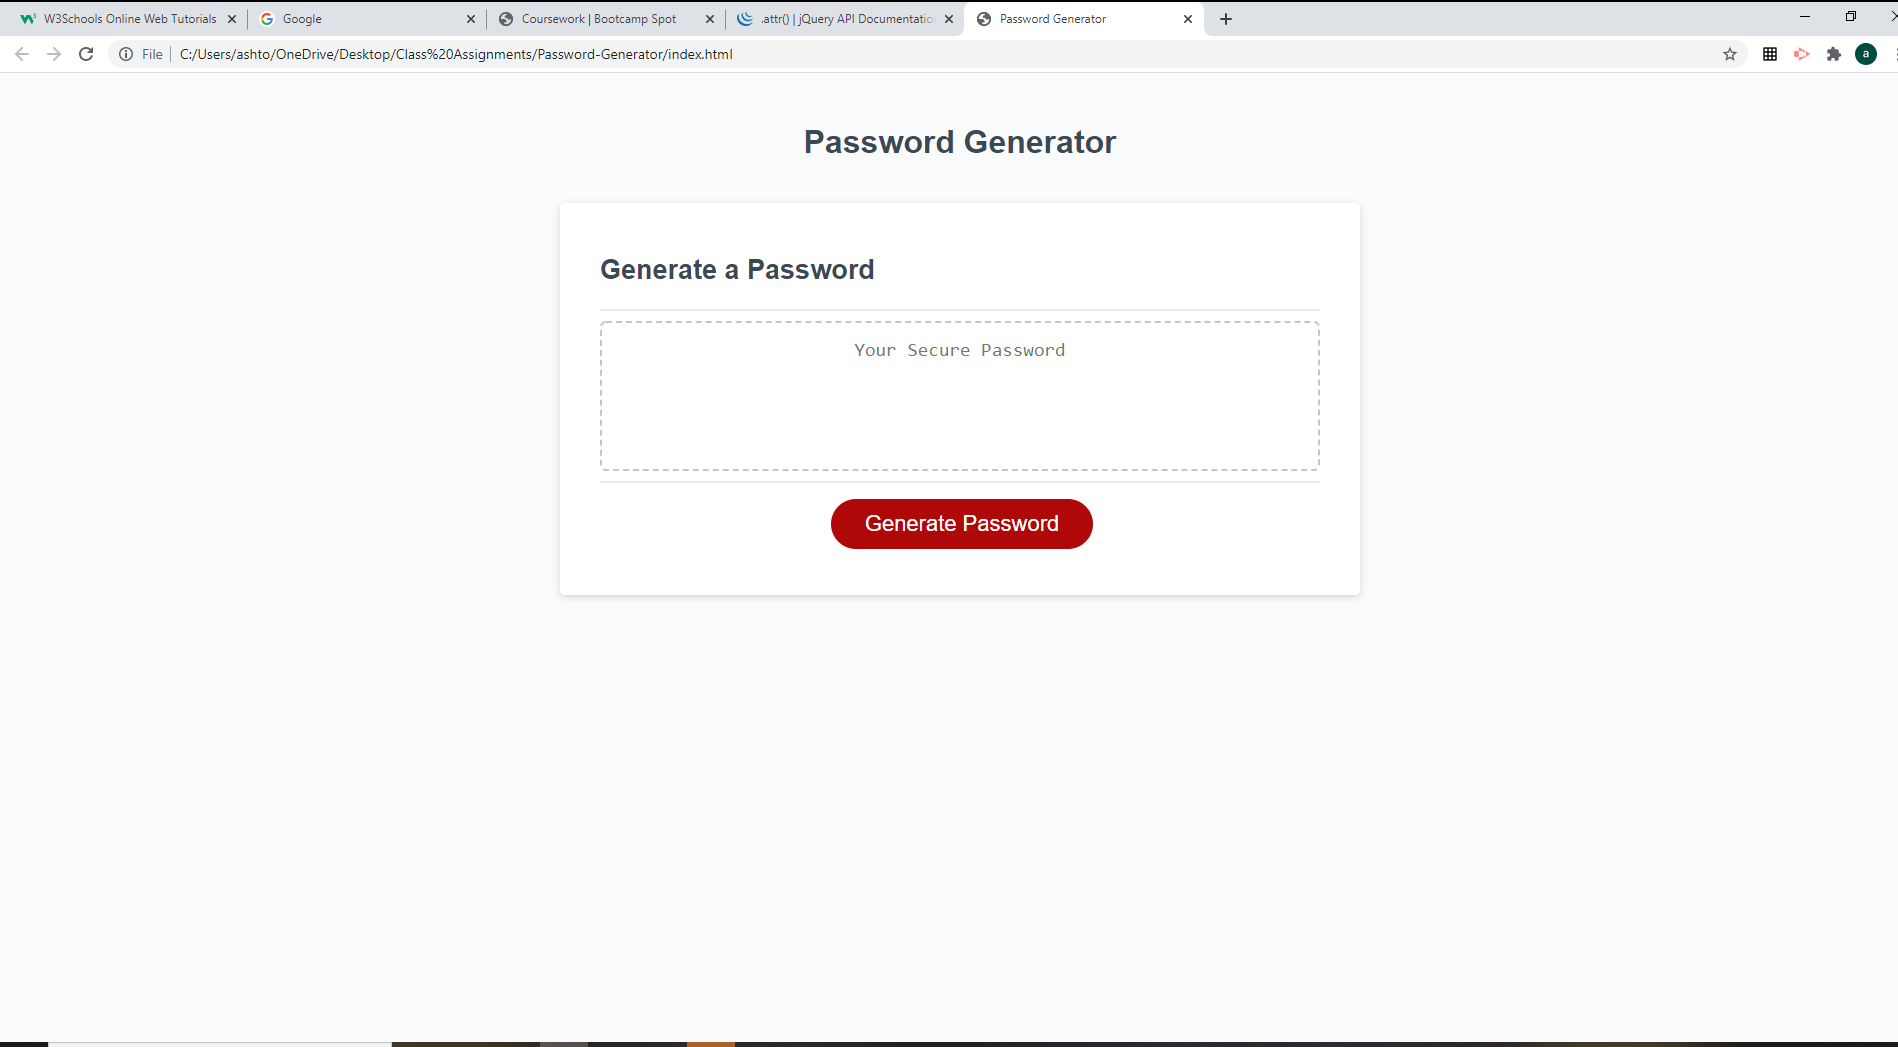 W3Schools Online Web Tutorials
Google
Coursework | Bootcamp Spot
.attr() | jQuery API Documentatio
Password Generator
File
C:/Users/ashto/OneDrive/Desktop/Class%20Assignments/Password-Generator/index.html
a
Password Generator
Generate a Password
Your Secure Password
Generate Password